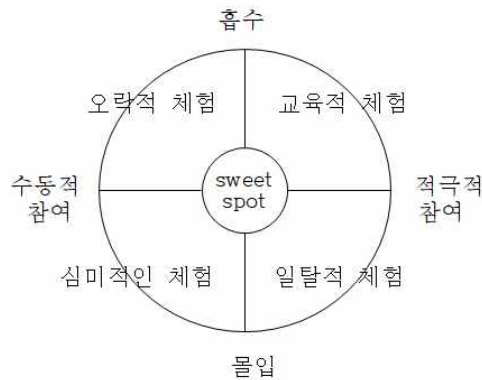 흡수
오락적 체험 교육적 체험
수동적
참여
sweet
spot
적극적
참여
심미적인 체험 일탈적 체험
몰입